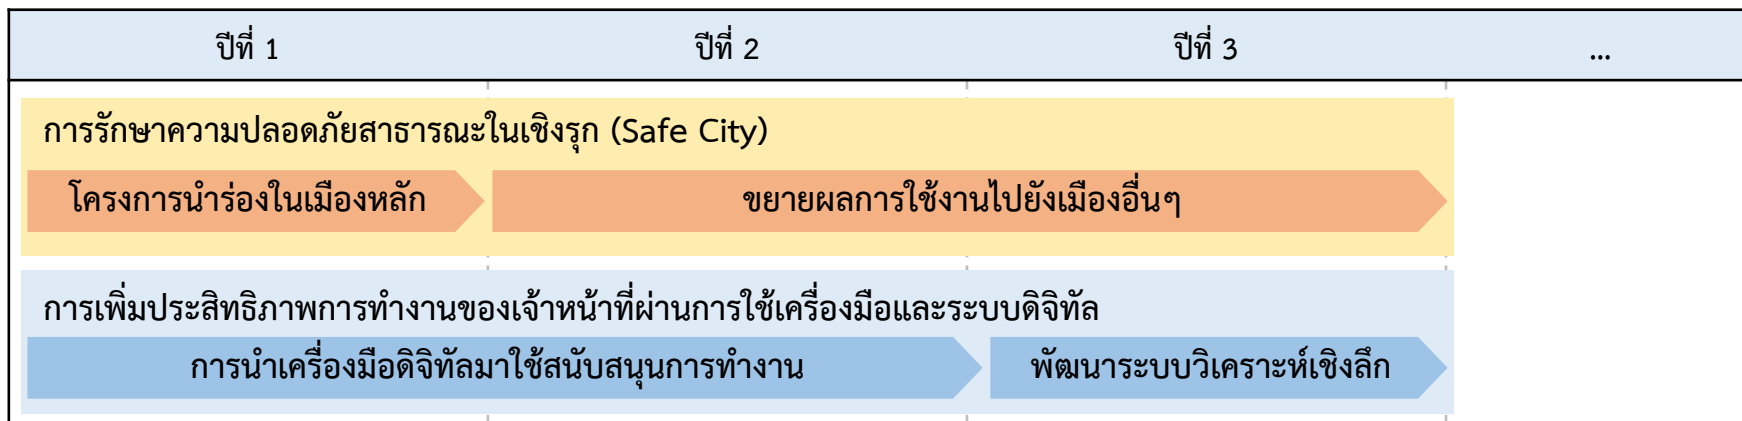 ปีที่ 1 ปีที่ 2 ปีที่ 3 ...
การรักษาความปลอดภัยสาธารณะในเชิงรุก (Safe City)
โครงการนำร่องในเมืองหลัก ขยายผลการใช้งานไปยังเมืองอื่นๆ
การเพิ่มประสิทธิภาพการทำงานของเจ้าหน้าที่ผ่านการใช้เครื่องมือและระบบดิจิทัล
การนำเครื่องมือดิจิทัลมาใช้สนับสนุนการทำงาน พัฒนาระบบวิเคราะห์เชิงลึก